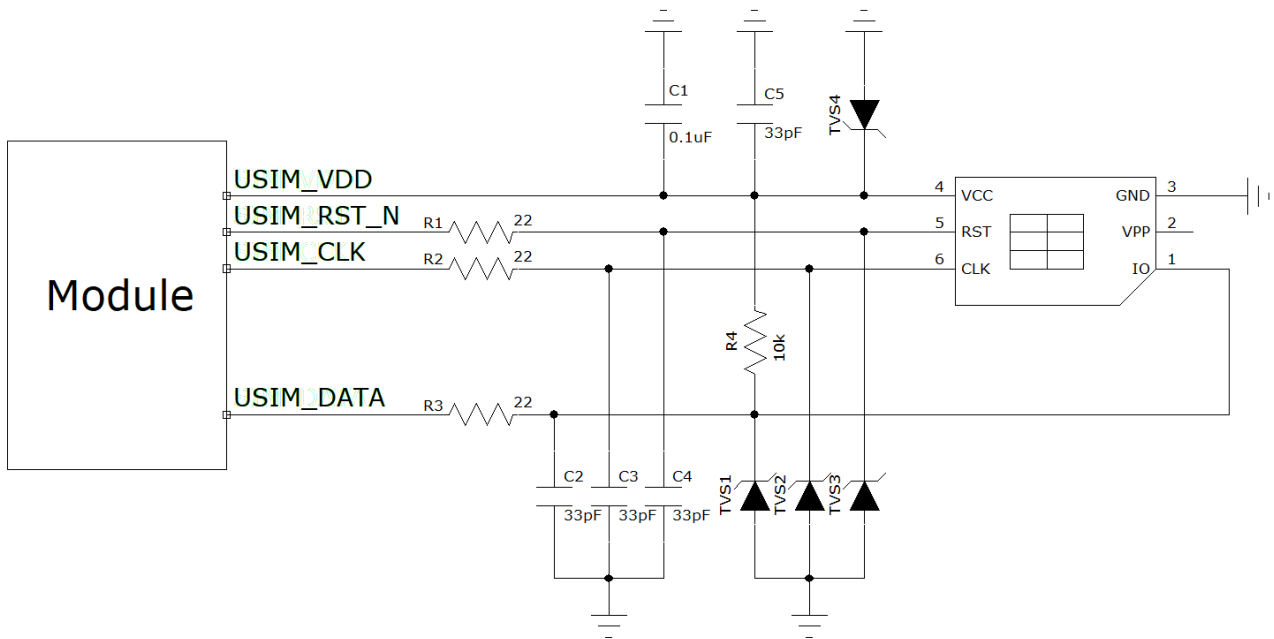 C1
0.1uF
C5
33pF
TVS4
USIM_VDD
4
VCC
GND
3
USIM_RST_N
R1
22
5
RST
VPP
2
USIM_CLK
R2
22
6
CLK
IO
1
Module
R4
10k
USIM_DATA
R3
22
C2
33pF
C3
33pF
C4
33pF
TVS1
TVS2
TVS3